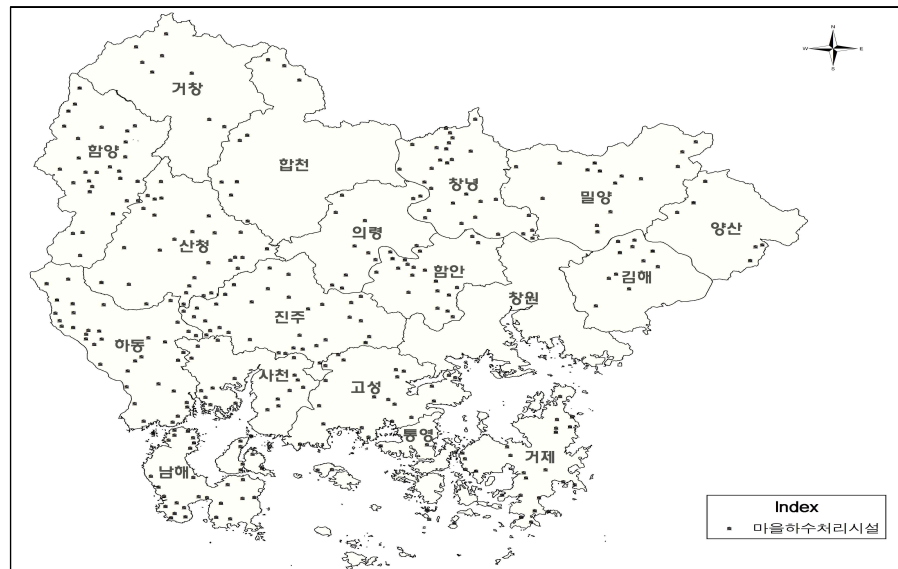 N
W E
S
거창
함양
합천
창녕
밀양
양산
산청
의령
함안
김해
창원
진주
하동
사천
고성
통영
거제
남해
Index
마을하수처리시설